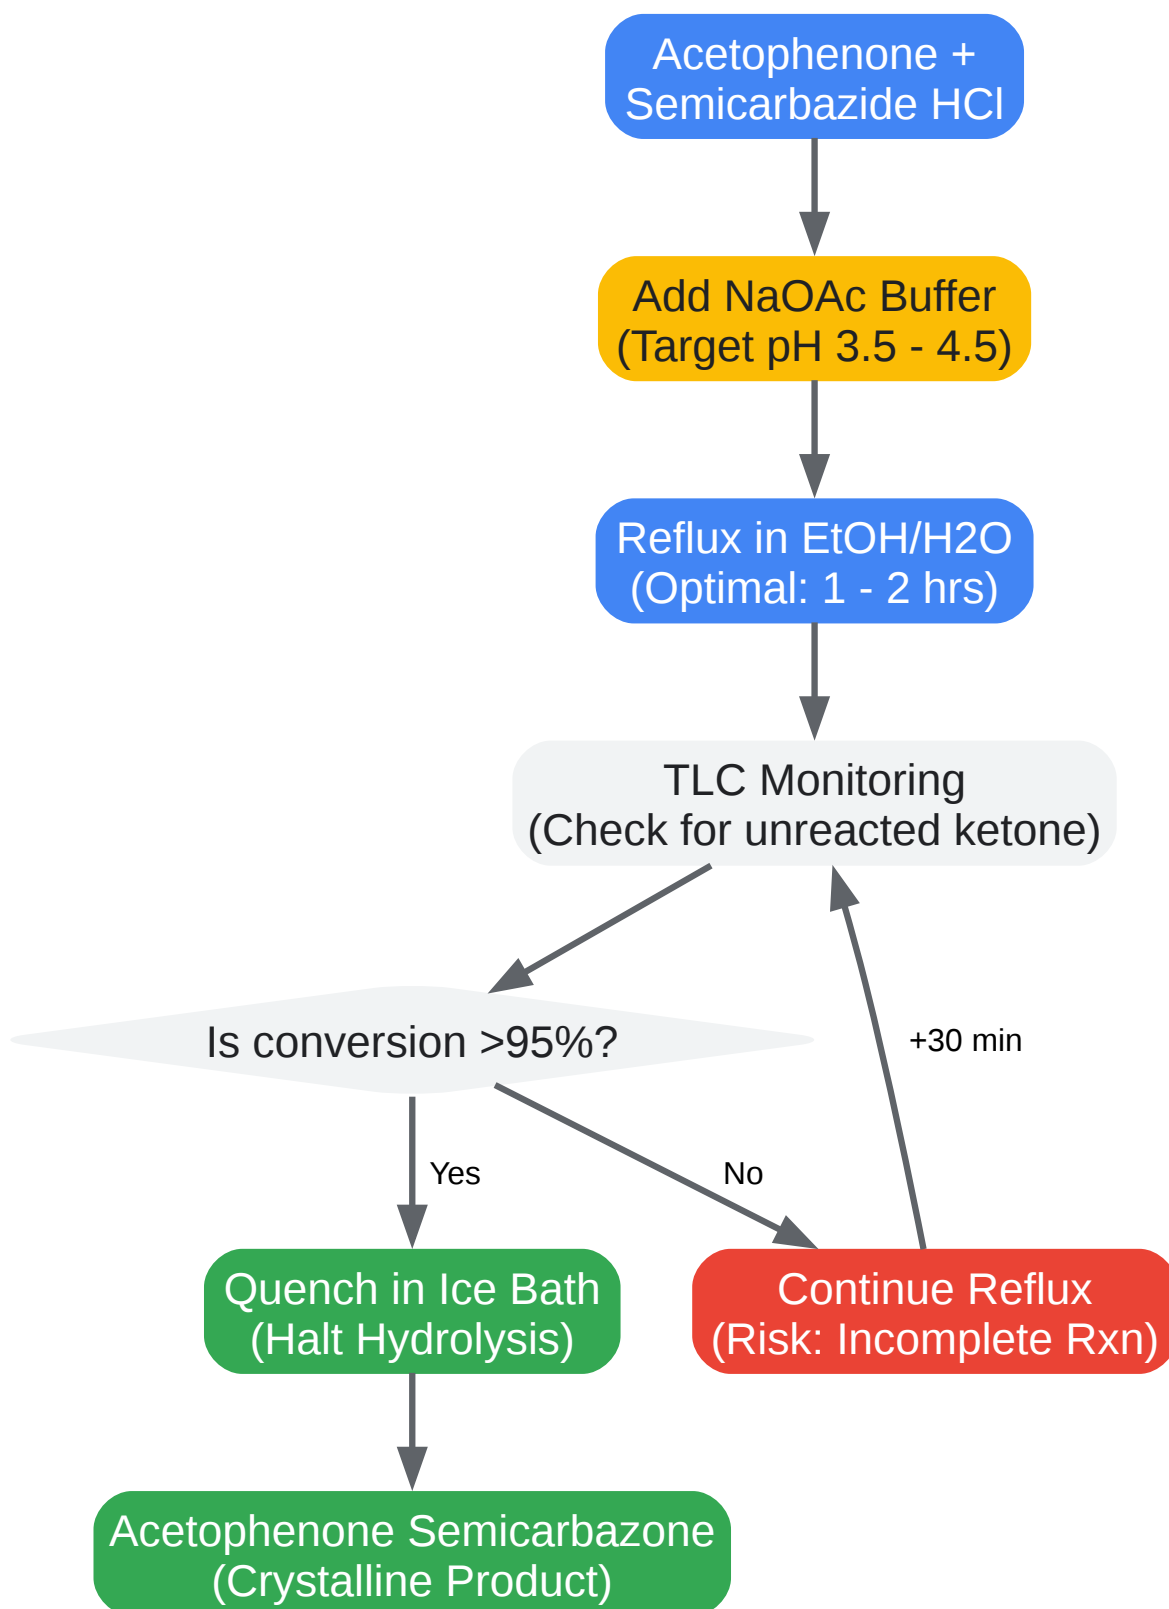 Acetophenone +
Semicarbazide HCl
Add NaOAc Buffer
(Target pH 3.5 - 4.5)
Reflux in EtOH/H2O
(Optimal: 1 - 2 hrs)
TLC Monitoring
(Check for unreacted ketone)
Is conversion >95%?
+30 min
Yes
No
Quench in Ice Bath
(Halt Hydrolysis)
Continue Reflux
(Risk: Incomplete Rxn)
Acetophenone Semicarbazone
(Crystalline Product)